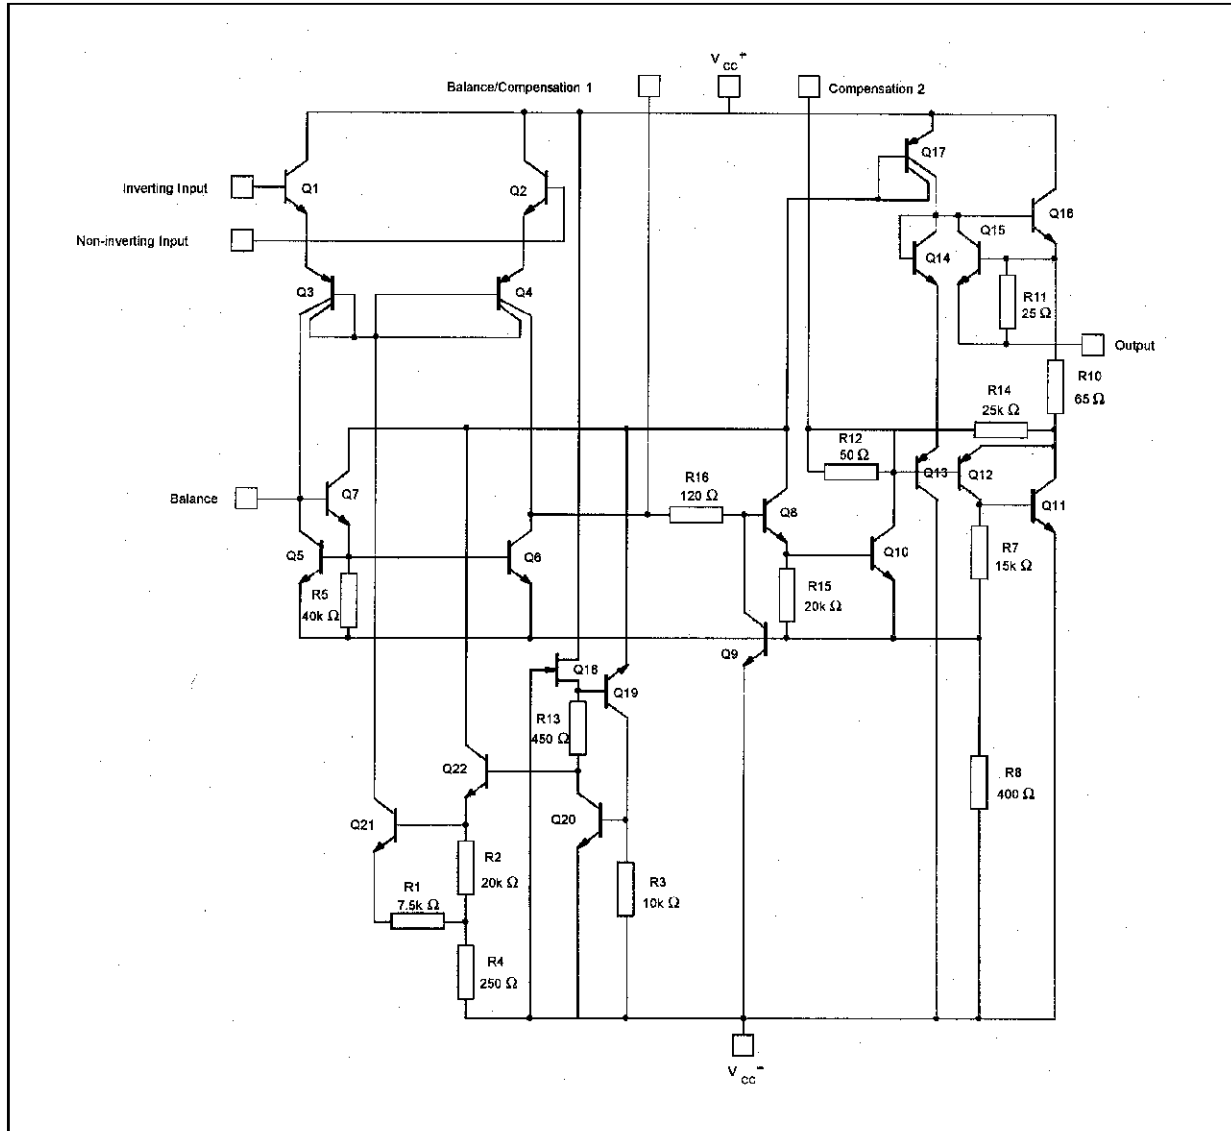 V CC +
Balance/Compensation 1
Compensation 2
Q17
Inverting Input
Q1
Q2
Q16
Non-inverting Input
Q15
Q14
Q3
Q4
R11
25 Ω
Output
R14
25k Ω
R10
65 Ω
R12
50 Ω
Balance
Q7
R16
120 Ω
Q13
Q12
Q8
Q11
Q5
Q6
Q10
R7
15k Ω
R5
40k Ω
R15
20k Ω
Q9
Q18
Q19
R13
450 Ω
Q22
R8
400 Ω
Q21
Q20
R2
20k Ω
R3
10k Ω
R1
7.5k Ω
R4
250 Ω
V CC -